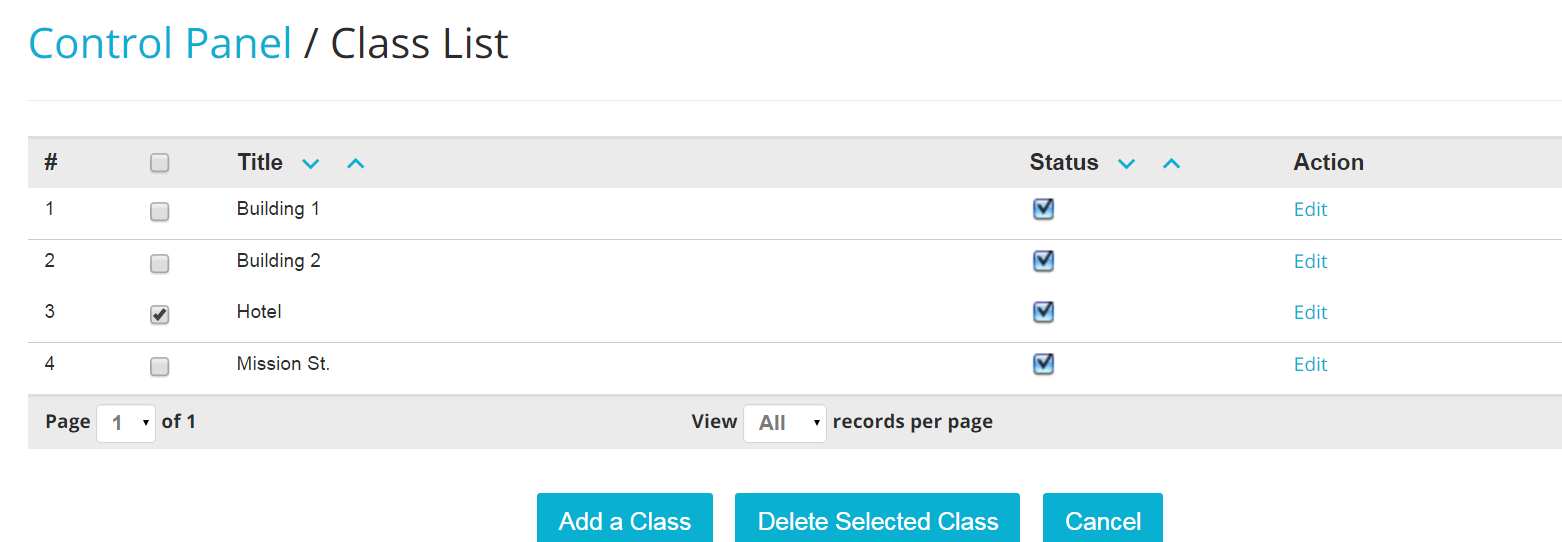 Control Panel / Class List
# Title Status Action
1 Building 1 Edit
2 Building 2 Edit
3 Hotel Edit
4 Mission St. Edit
Page 1 of 1 View All records per page
Add a Class Delete Selected Class Cancel